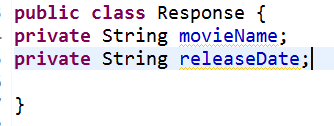 public class Response {
private String movieName;
private String releaseDate;
}